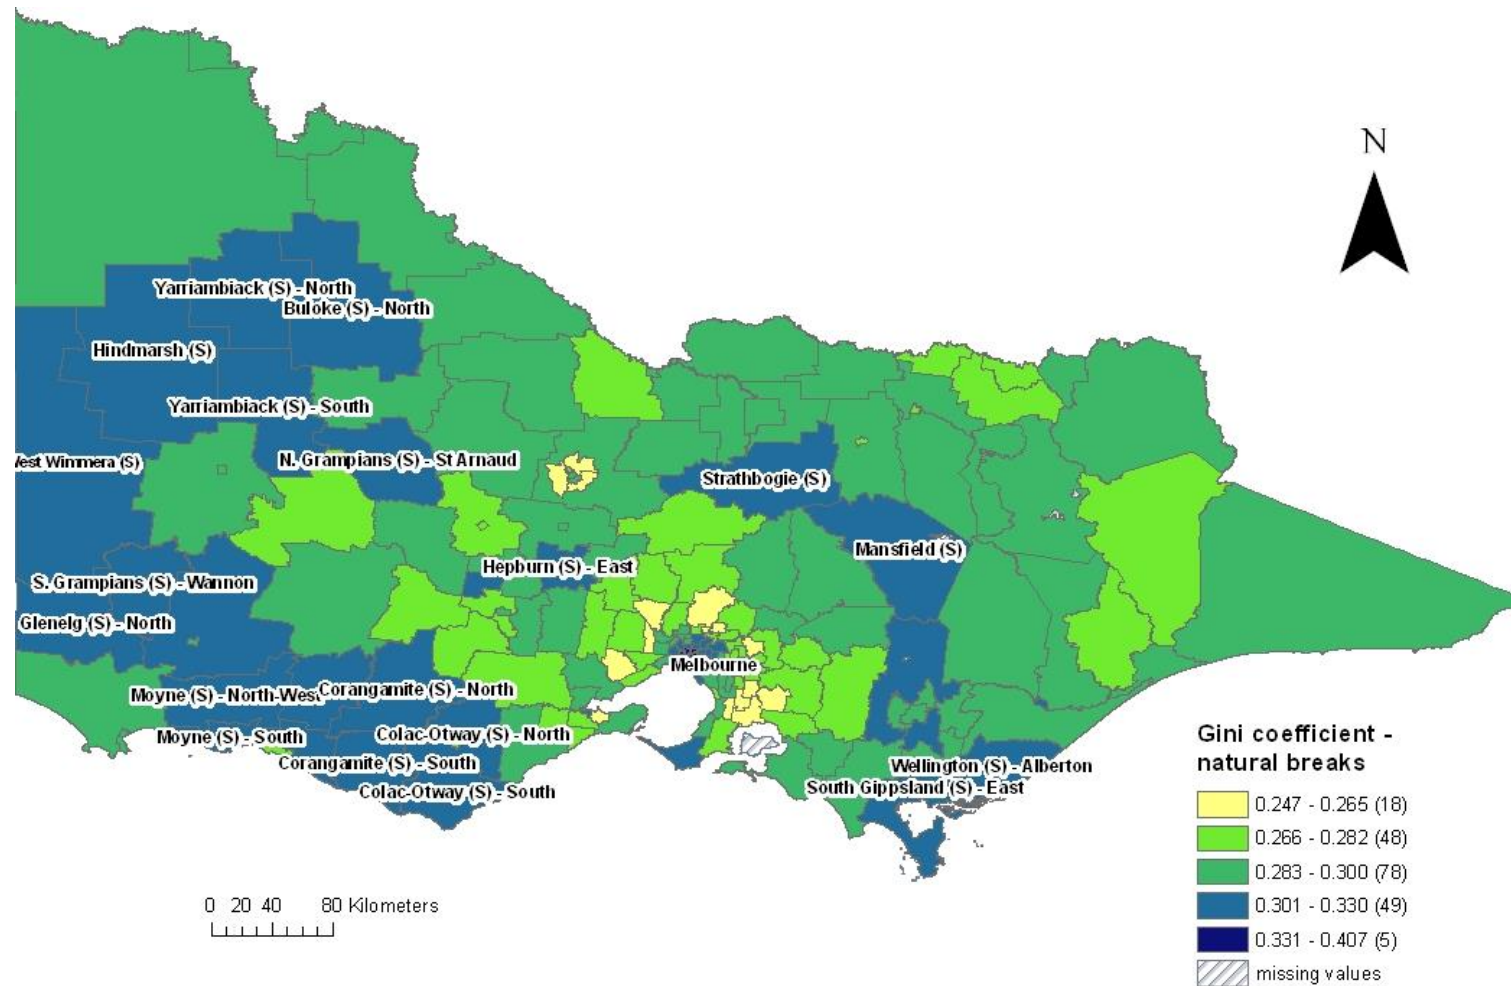 N
Yarriambiack (S) - North
Buloke (S) - North
Hindmarsh (S)
Yarriambiack (S) - South
N. Grampians (S) - St Arnaud
West Wimmera (S)
Strathbogie (S)
Mansfield (S)
Hepburn (S) - East
S. Grampians (S) - Wannon
Glenelg (S) - North
Melbourne
Moyne (S) - North-West
Corangamite (S) - North
Moyne (S) - South
Colac-Otway (S) - North
Corangamite (S) - South
Wellington (S) - Alberton
Colac-Otway (S) - South
South Gippsland (S) - East
Gini coefficient -
natural breaks
0.247 - 0.265 (18)
0.266 - 0.282 (48)
0.283 - 0.300 (78)
0.301 - 0.330 (49)
0.331 - 0.407 (5)
missing values
0 20 40 80 Kilometers